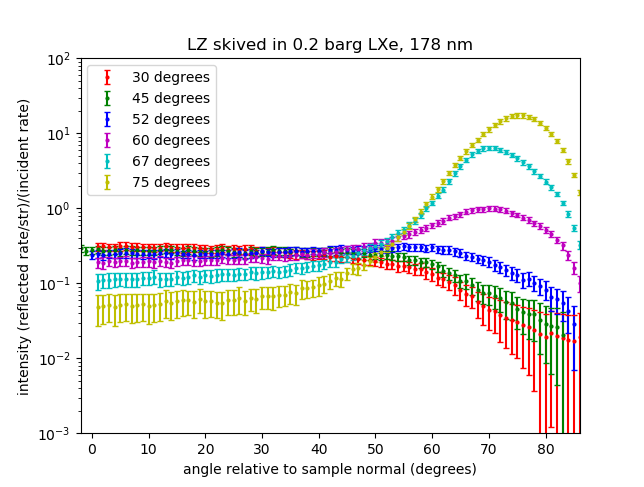 LZ skived in 0.2 barg LXe, 178 nm
10²
10¹
10⁰
10⁻¹
10⁻²
10⁻³
intensity (reflected rate/str)/(incident rate)
30 degrees
45 degrees
52 degrees
60 degrees
67 degrees
75 degrees
0 10 20 30 40 50 60 70 80
angle relative to sample normal (degrees)